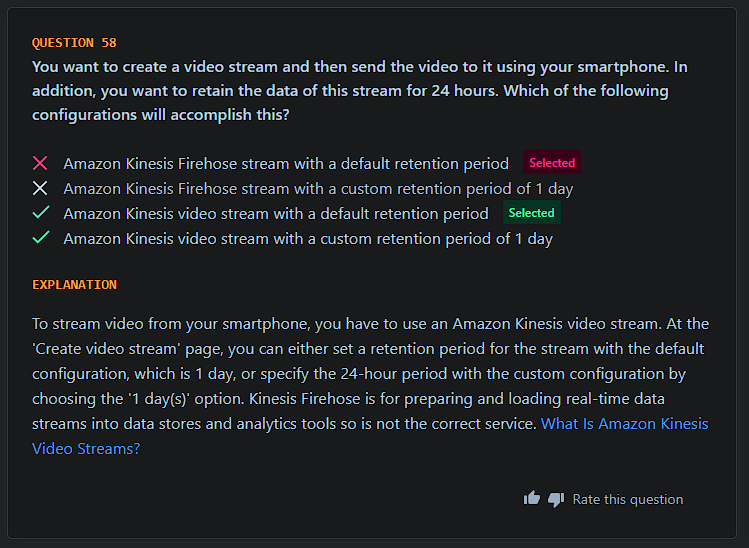 QUESTION 58
You want to create a video stream and then send the video to it using your smartphone. In
addition, you want to retain the data of this stream for 24 hours. Which of the following
configurations will accomplish this?
Amazon Kinesis Firehose stream with a default retention period Selected
Amazon Kinesis Firehose stream with a custom retention period of 1 day
Amazon Kinesis video stream with a default retention period Selected
Amazon Kinesis video stream with a custom retention period of 1 day
EXPLANATION
To stream video from your smartphone, you have to use an Amazon Kinesis video stream. At the
'Create video stream' page, you can either set a retention period for the stream with the default
configuration, which is 1 day, or specify the 24-hour period with the custom configuration by
choosing the '1 day(s)' option. Kinesis Firehose is for preparing and loading real-time data
streams into data stores and analytics tools so is not the correct service. What Is Amazon Kinesis
Video Streams?
Rate this question